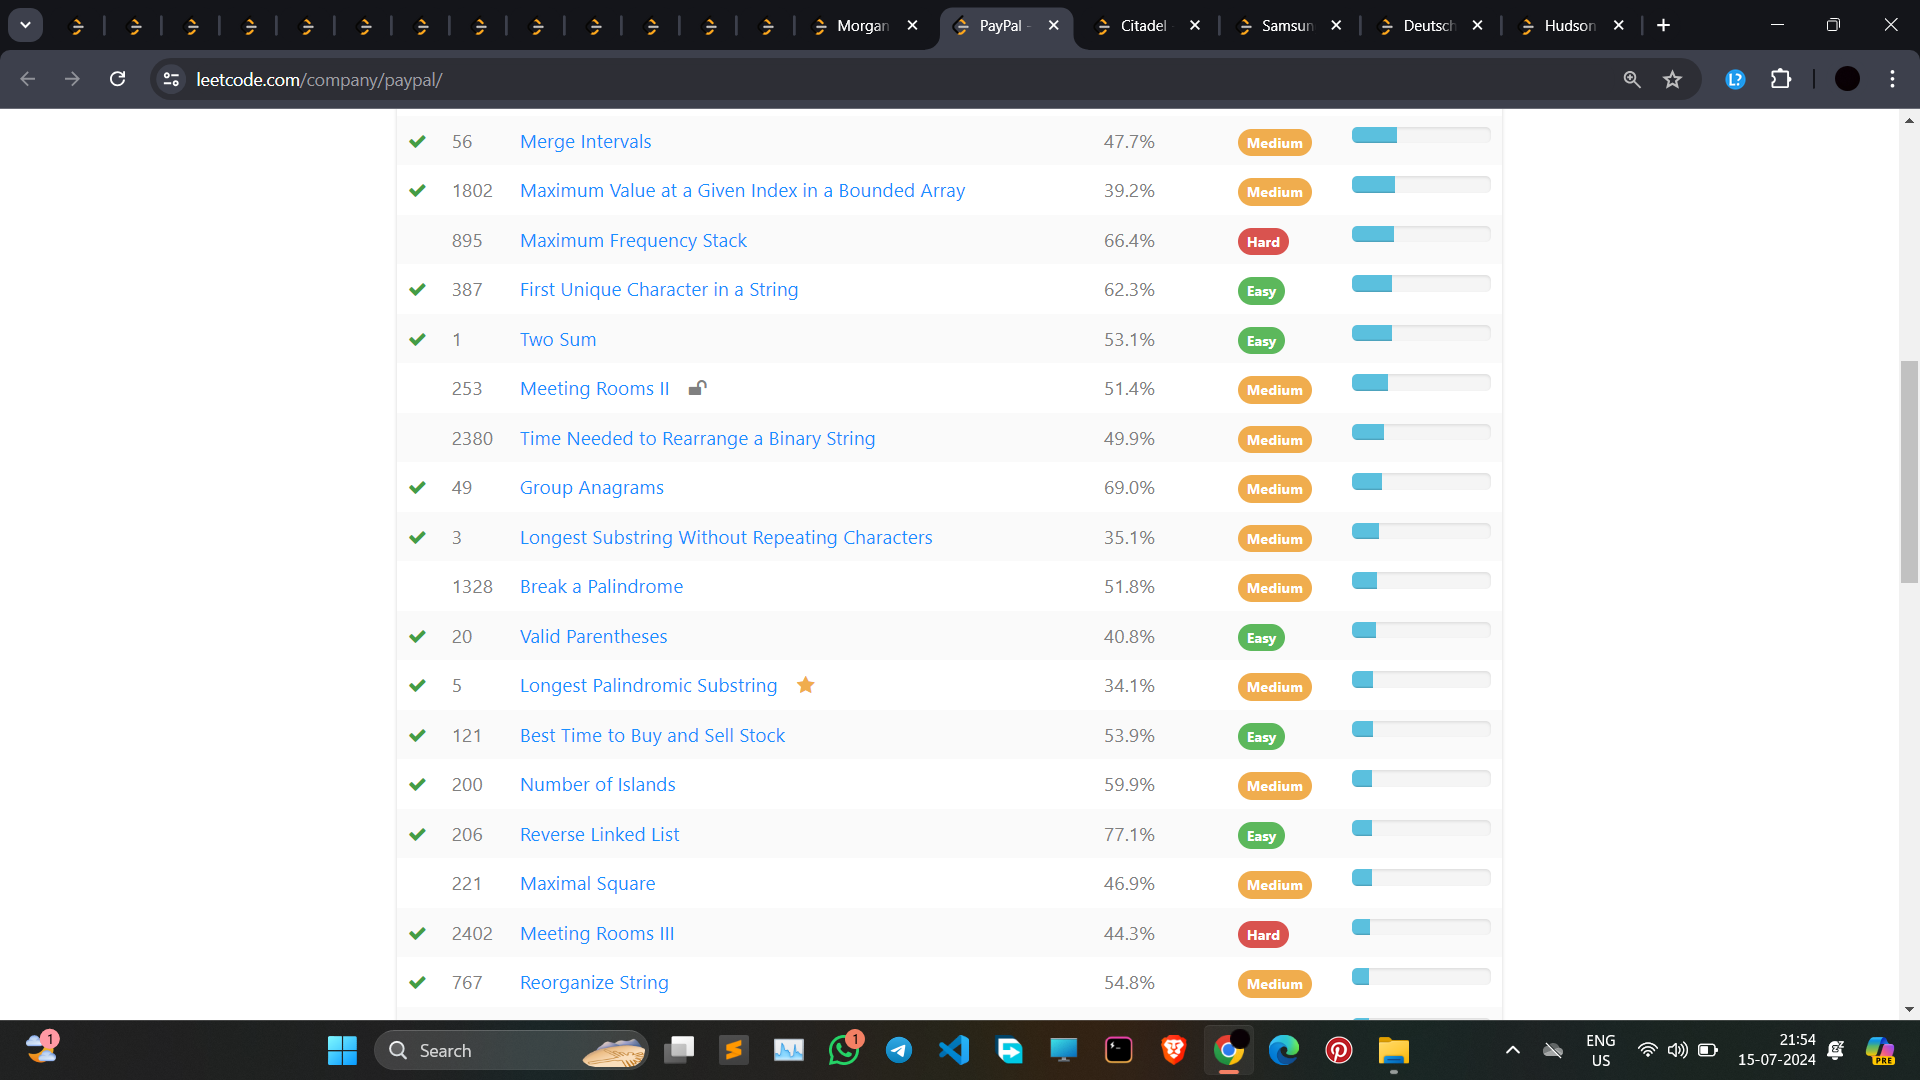 Morgan
PayPal -
Citadel
Samsun
Deutsch
Hudson
leetcode.com/company/paypal/
56 Merge Intervals 47.7% Medium
1802 Maximum Value at a Given Index in a Bounded Array 39.2% Medium
895 Maximum Frequency Stack 66.4% Hard
387 First Unique Character in a String 62.3% Easy
1 Two Sum 53.1% Easy
253 Meeting Rooms II 51.4% Medium
2380 Time Needed to Rearrange a Binary String 49.9% Medium
49 Group Anagrams 69.0% Medium
3 Longest Substring Without Repeating Characters 35.1% Medium
1328 Break a Palindrome 51.8% Medium
20 Valid Parentheses 40.8% Easy
5 Longest Palindromic Substring 34.1% Medium
121 Best Time to Buy and Sell Stock 53.9% Easy
200 Number of Islands 59.9% Medium
206 Reverse Linked List 77.1% Easy
221 Maximal Square 46.9% Medium
2402 Meeting Rooms III 44.3% Hard
767 Reorganize String 54.8% Medium
1
Search
1
ENG
US
21:54
15-07-2024
PRE